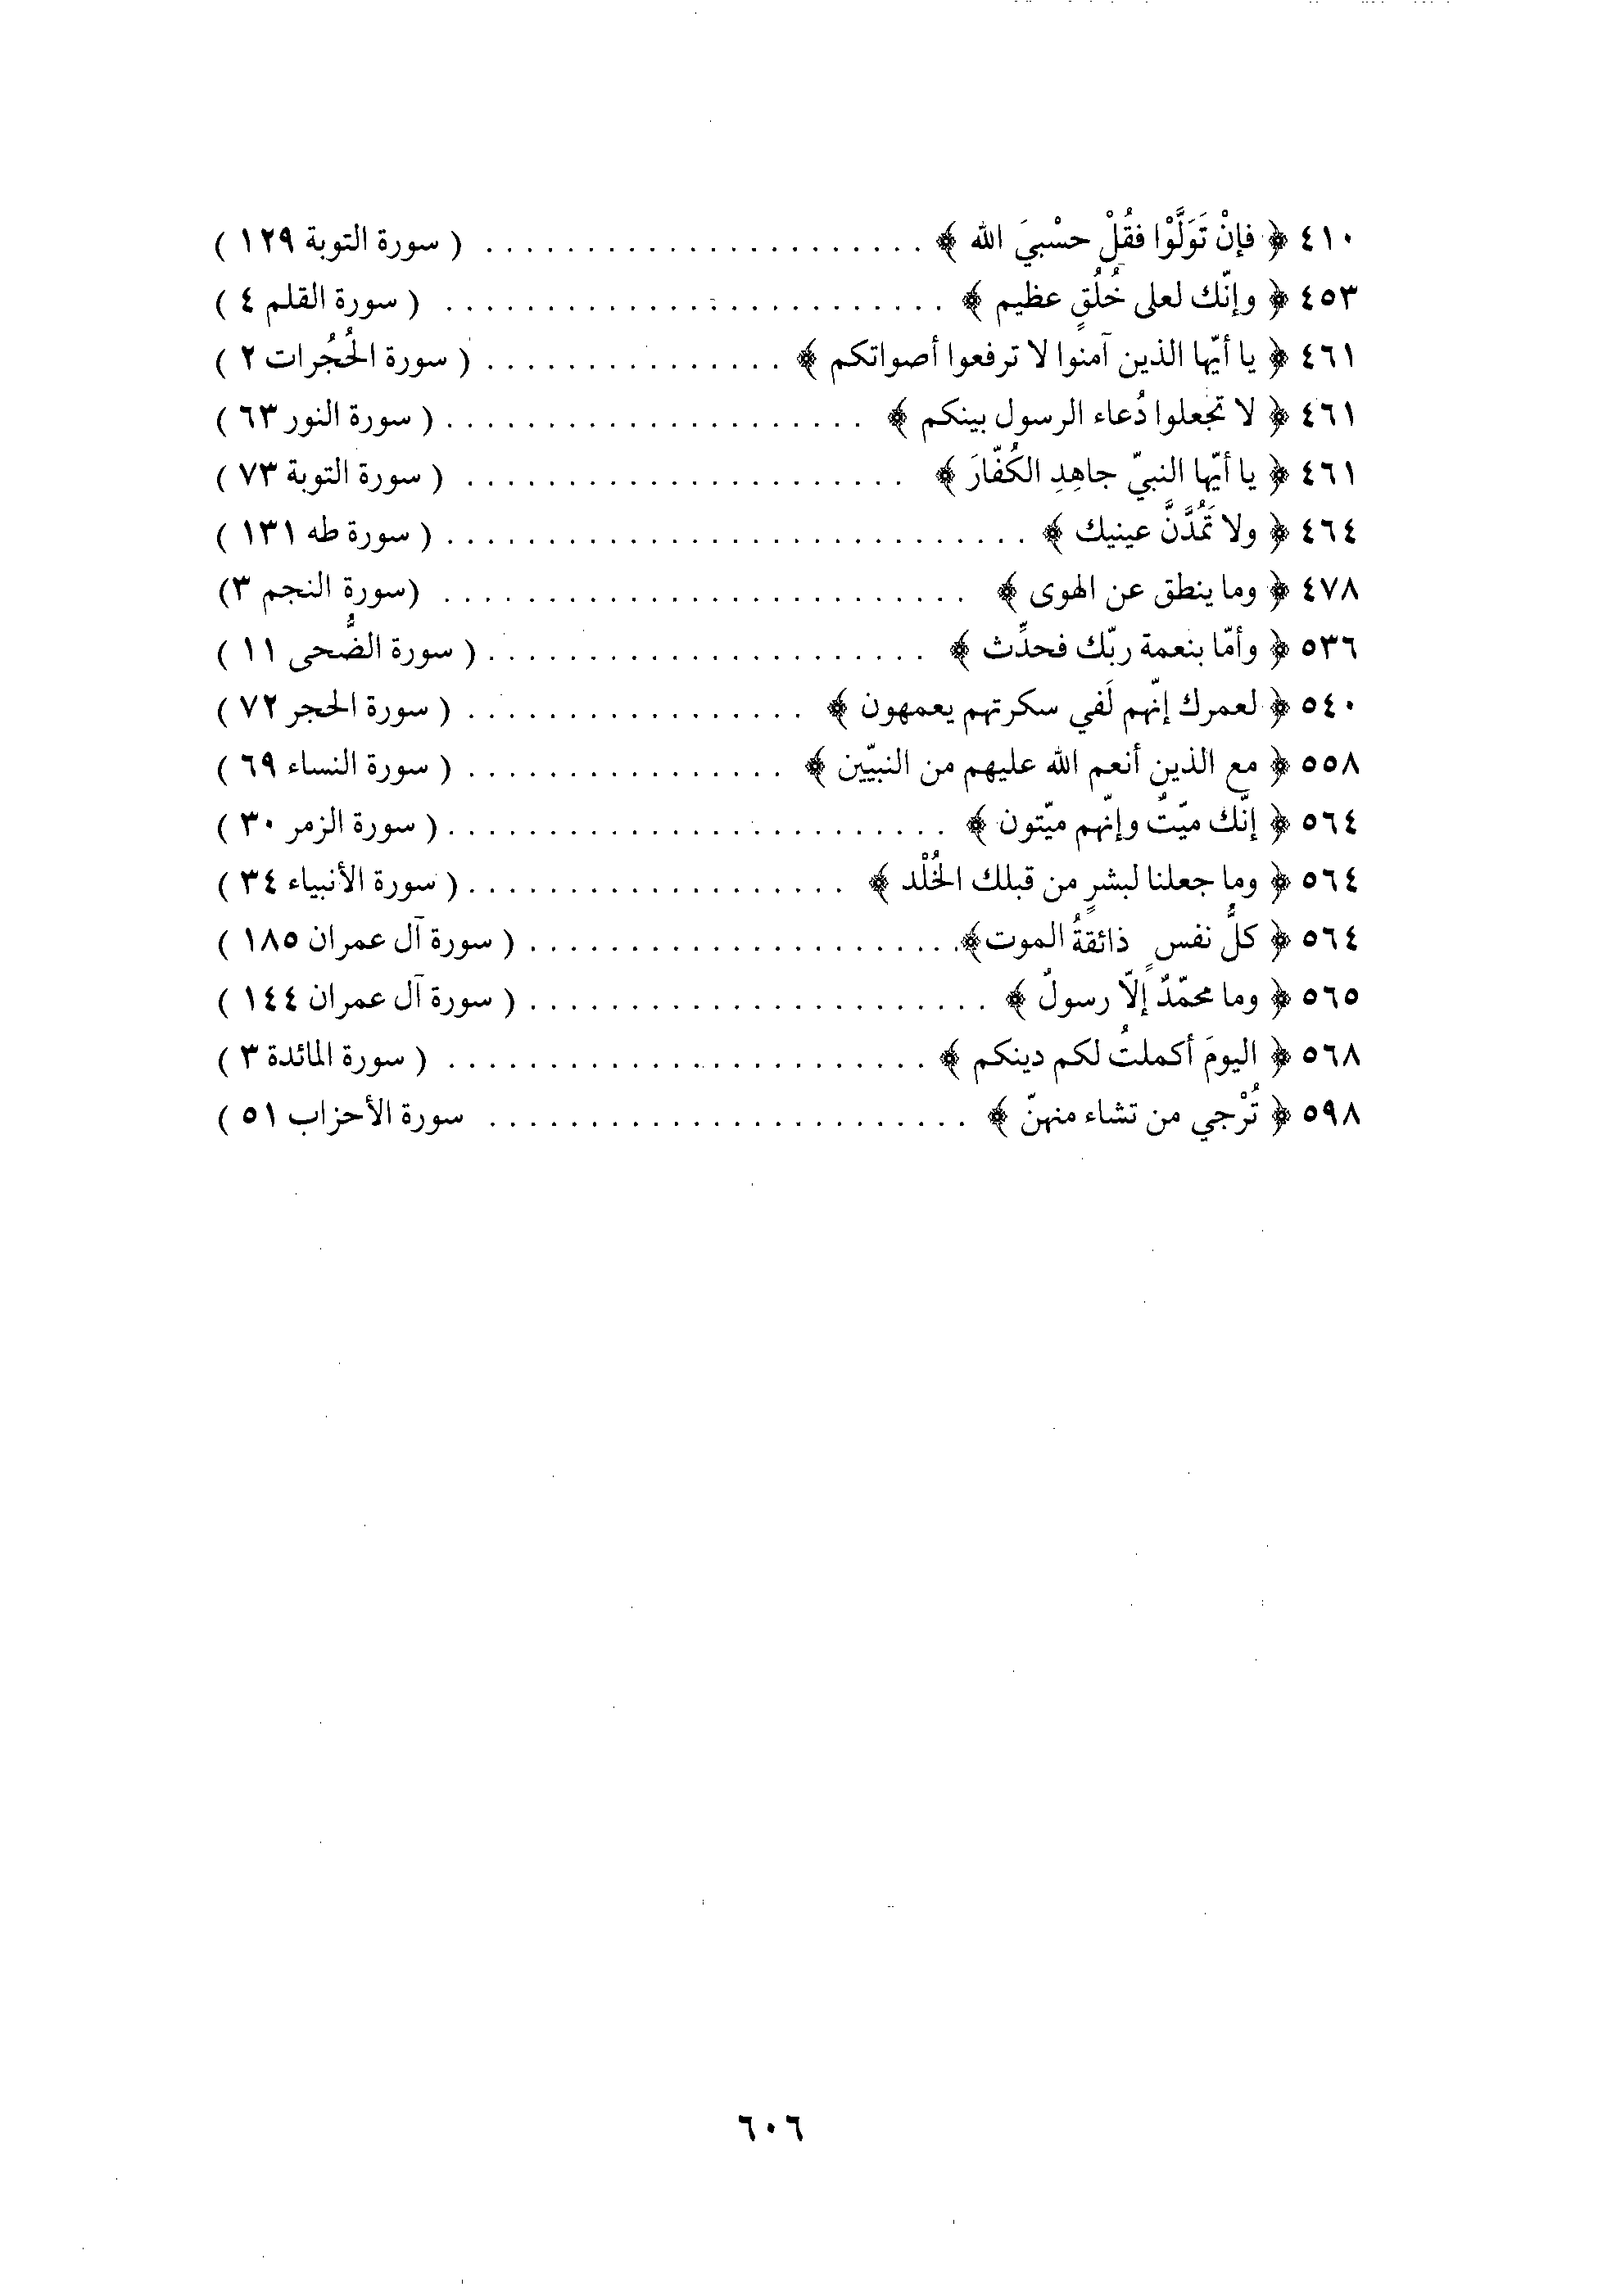 ٤١٠ ﴿ فإنْ تَوَلَّوْا فقُلْ حسْبيَ الله ﴾ ..................... ( سورة التوبة ١٢٩ )
٤٥٣ ﴿ وإنّك لعلى خُلُقٍ عظيم ﴾ ......................... ( سورة القلم ٤ )
٤٦١ ﴿ يا أيّها الذين آمنوا لا ترفعوا أصواتكم ﴾ ............... ( سورة الحُجُرات ٢ )
٤٦١ ﴿ لا تجعلوا دُعاء الرسول بينكم ﴾ ..................... ( سورة النور ٦٣ )
٤٦١ ﴿ يا أيّها النبيّ جاهِدِ الكُفّارَ ﴾ ...................... ( سورة التوبة ٧٣ )
٤٦٤ ﴿ ولا تَمُدَّنَّ عينيك ﴾ ............................. ( سورة طه ١٣١ )
٤٧٨ ﴿ وما ينطق عن الهوى ﴾ .......................... (سورة النجم ٣)
٥٣٦ ﴿ وأمّا بنعمة ربّك فحدِّث ﴾ ...................... ( سورة الضُّحى ١١ )
٥٤٠ ﴿ لعمرك إنّهم لَفي سكرتهم يعمهون ﴾ ................. ( سورة الحجر ٧٢ )
٥٥٨ ﴿ مع الذين أنعم الله عليهم من النبيّين ﴾ ................ ( سورة النساء ٦٩ )
٥٦٤ ﴿ إنّك ميّتٌ وإنّهم ميّتون ﴾ ......................... ( سورة الزمر ٣٠ )
٥٦٤ ﴿ وما جعلنا لبشرٍ من قبلك الخُلْد ﴾ ................... ( سورة الأنبياء ٣٤ )
٥٦٤ ﴿ كلُّ نفسٍ ذائقةُ الموت﴾...................... ( سورة آل عمران ١٨٥ )
٥٦٥ ﴿ وما محمّدٌ إلّا رسولٌ ﴾ ....................... ( سورة آل عمران ١٤٤ )
٥٦٨ ﴿ اليومَ أكملتُ لكم دينكم ﴾ ........................ ( سورة المائدة ٣ )
٥٩٨ ﴿ تُرْجي من تشاء منهنّ ﴾ ........................ سورة الأحزاب ٥١ )
٦٠٦